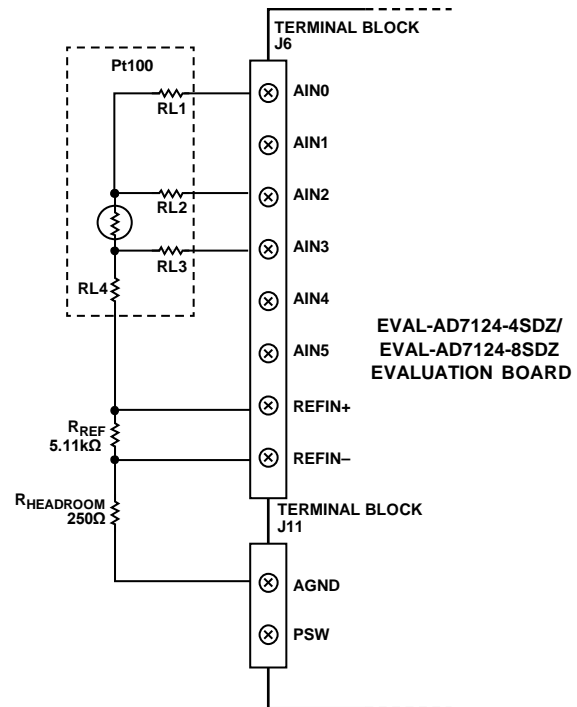 TERMINAL BLOCK
J6
Pt100
RL1
AIN0
AIN1
RL2
AIN2
RL3
AIN3
RL4
AIN4
AIN5
EVAL-AD7124-4SDZ/
EVAL-AD7124-8SDZ
EVALUATION BOARD
REFIN+
RREF
5.11kΩ
REFIN–
RHEADROOM
250Ω
TERMINAL BLOCK
J11
AGND
PSW